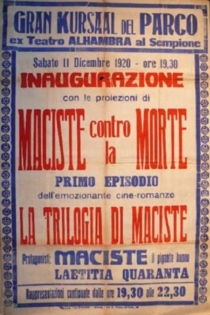 GRAN KURSAAL DEL PARCO
ex Teatro ALHAMBRA al Sempione
Sabato 11 Dicembre 1920 - ore 19,30
INAUGURAZIONE
con le proiezioni di
MACISTE contro la MORTE
PRIMO EPISODIO
dell'emozionante cine-romanzo
LA TRILOGIA DI MACISTE
Protagonisti: MACISTE il gigante buono
LAETITIA QUARANTA
Rappresentazioni continuate dalle ore 19,30 alle 22,30